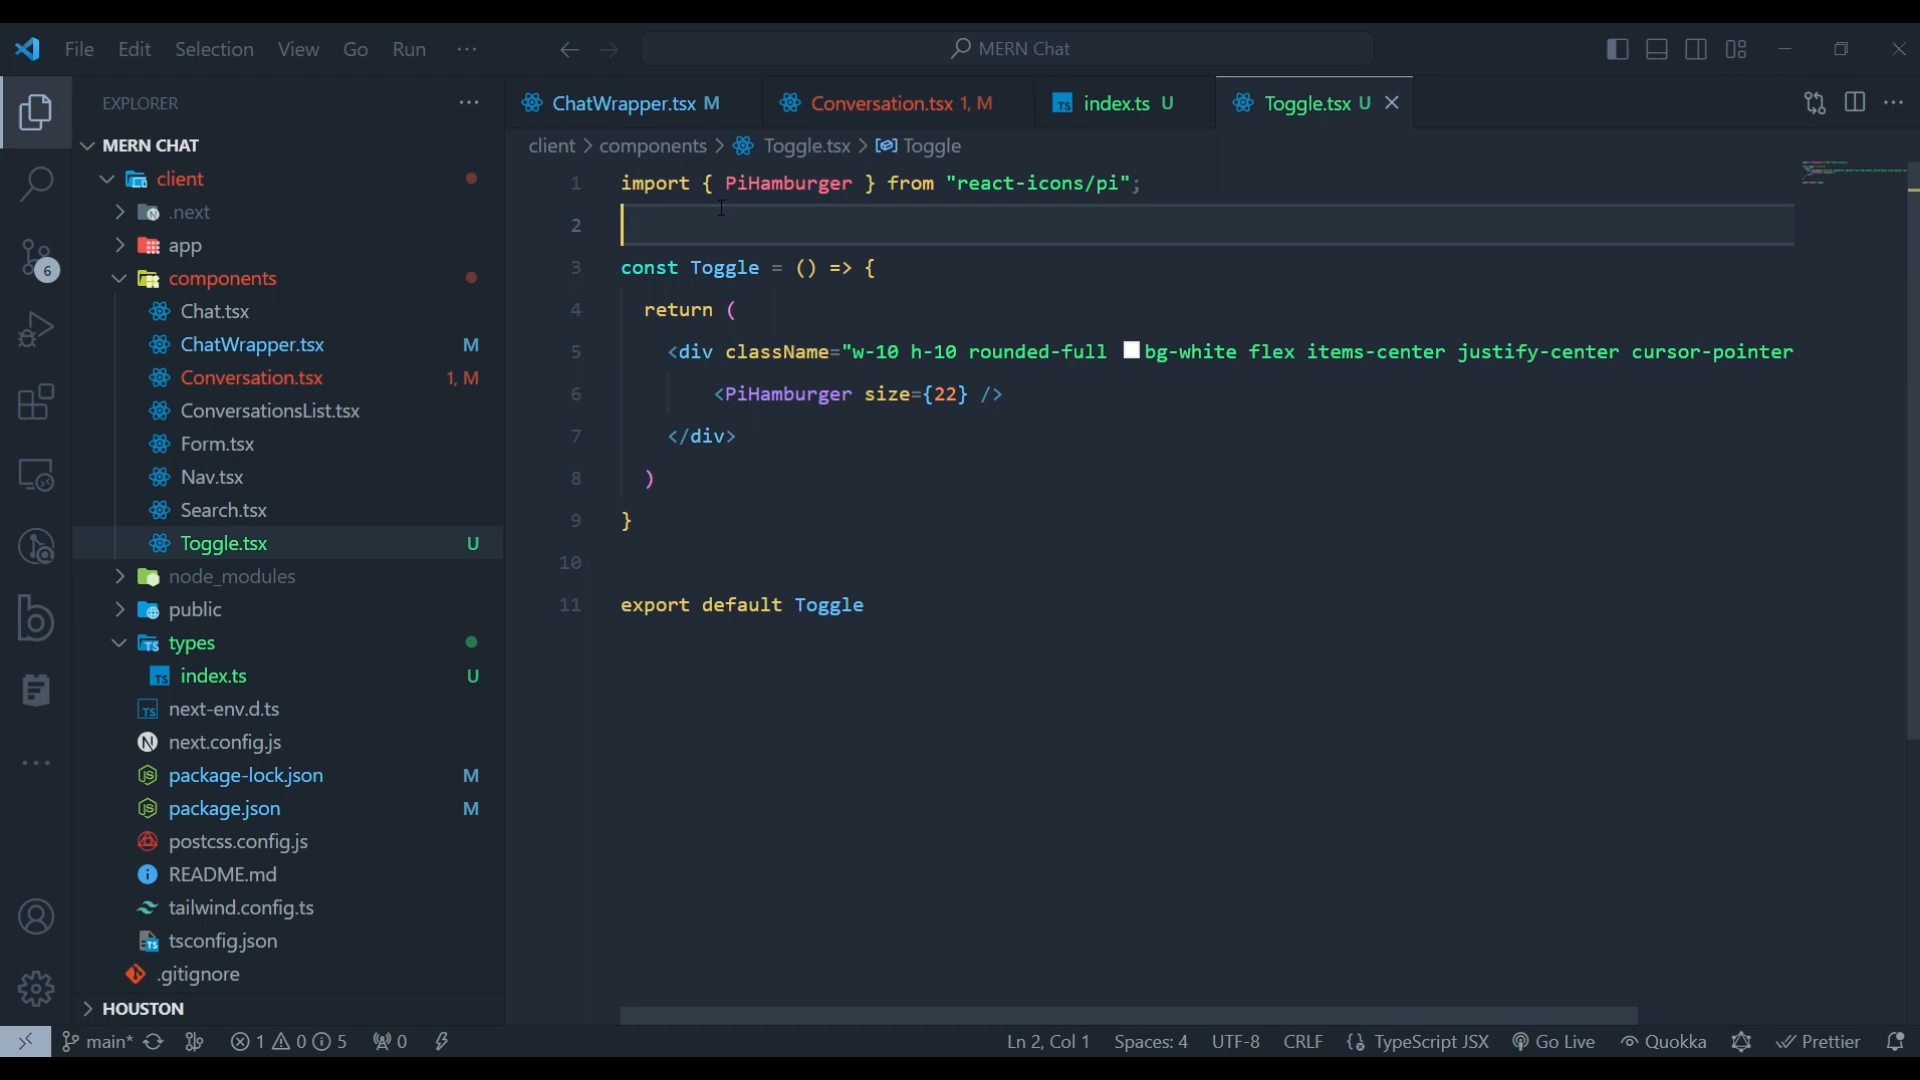 File Edit Selection View Go Run ··· MERN Chat
EXPLORER ···
ChatWrapper.tsx M Conversation.tsx 1, M index.ts U Toggle.tsx U
client > components > Toggle.tsx > Toggle
MERN CHAT
client
.next
app
components
Chat.tsx
ChatWrapper.tsx M
Conversation.tsx 1, M
ConversationsList.tsx
Form.tsx
Nav.tsx
Search.tsx
Toggle.tsx U
node_modules
public
types
index.ts U
next-env.d.ts
next.config.js
package-lock.json M
package.json M
postcss.config.js
README.md
tailwind.config.ts
tsconfig.json
.gitignore
HOUSTON
6
1 import { PiHamburger } from "react-icons/pi";
2
3 const Toggle = () => {
4 return (
5 <div className="w-10 h-10 rounded-full bg-white flex items-center justify-center cursor-pointer
6 <PiHamburger size={22} />
7 </div>
8 )
9 }
10
11 export default Toggle
main* 1 0 5 0 Ln 2, Col 1 Spaces: 4 UTF-8 CRLF TypeScript JSX Go Live Quokka Prettier